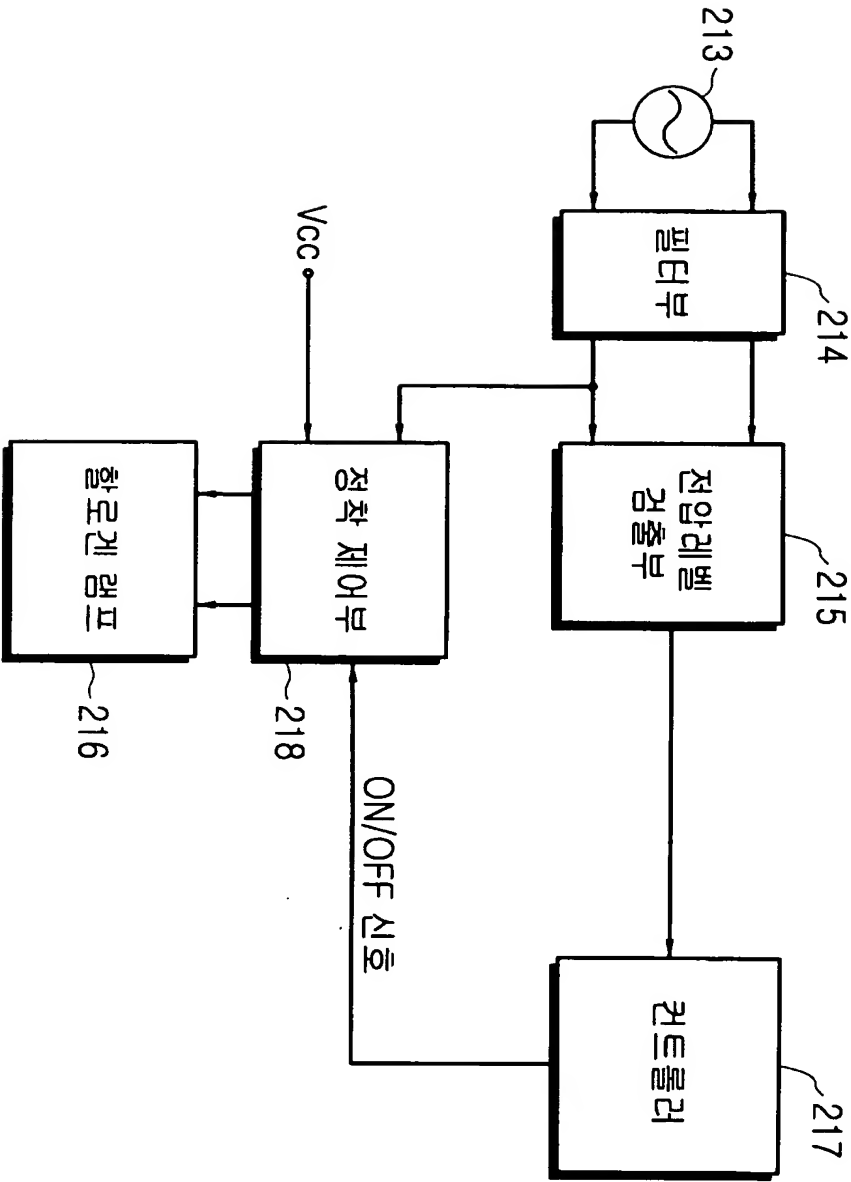 213
필터부
214
전압레벨
검출부
215
컨트롤러
217
Vcc
정착 제어부
218
ON/OFF 신호
할로겐 램프
216